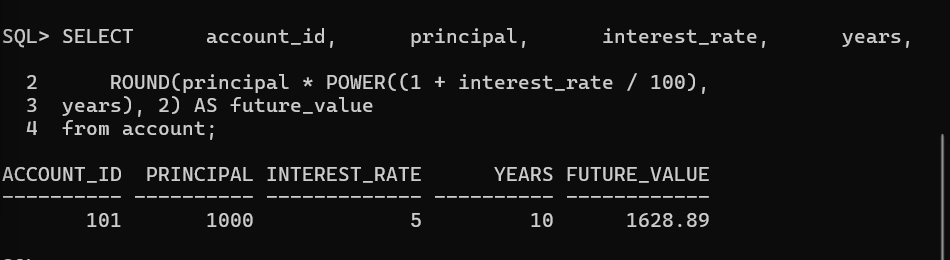 SQL> SELECT      account_id,      principal,      interest_rate,      years,
  2      ROUND(principal * POWER((1 + interest_rate / 100),
  3  years), 2) AS future_value
  4  from account;
ACCOUNT_ID  PRINCIPAL INTEREST_RATE      YEARS FUTURE_VALUE
---------- ---------- ------------- ---------- ------------
       101       1000             5         10      1628.89